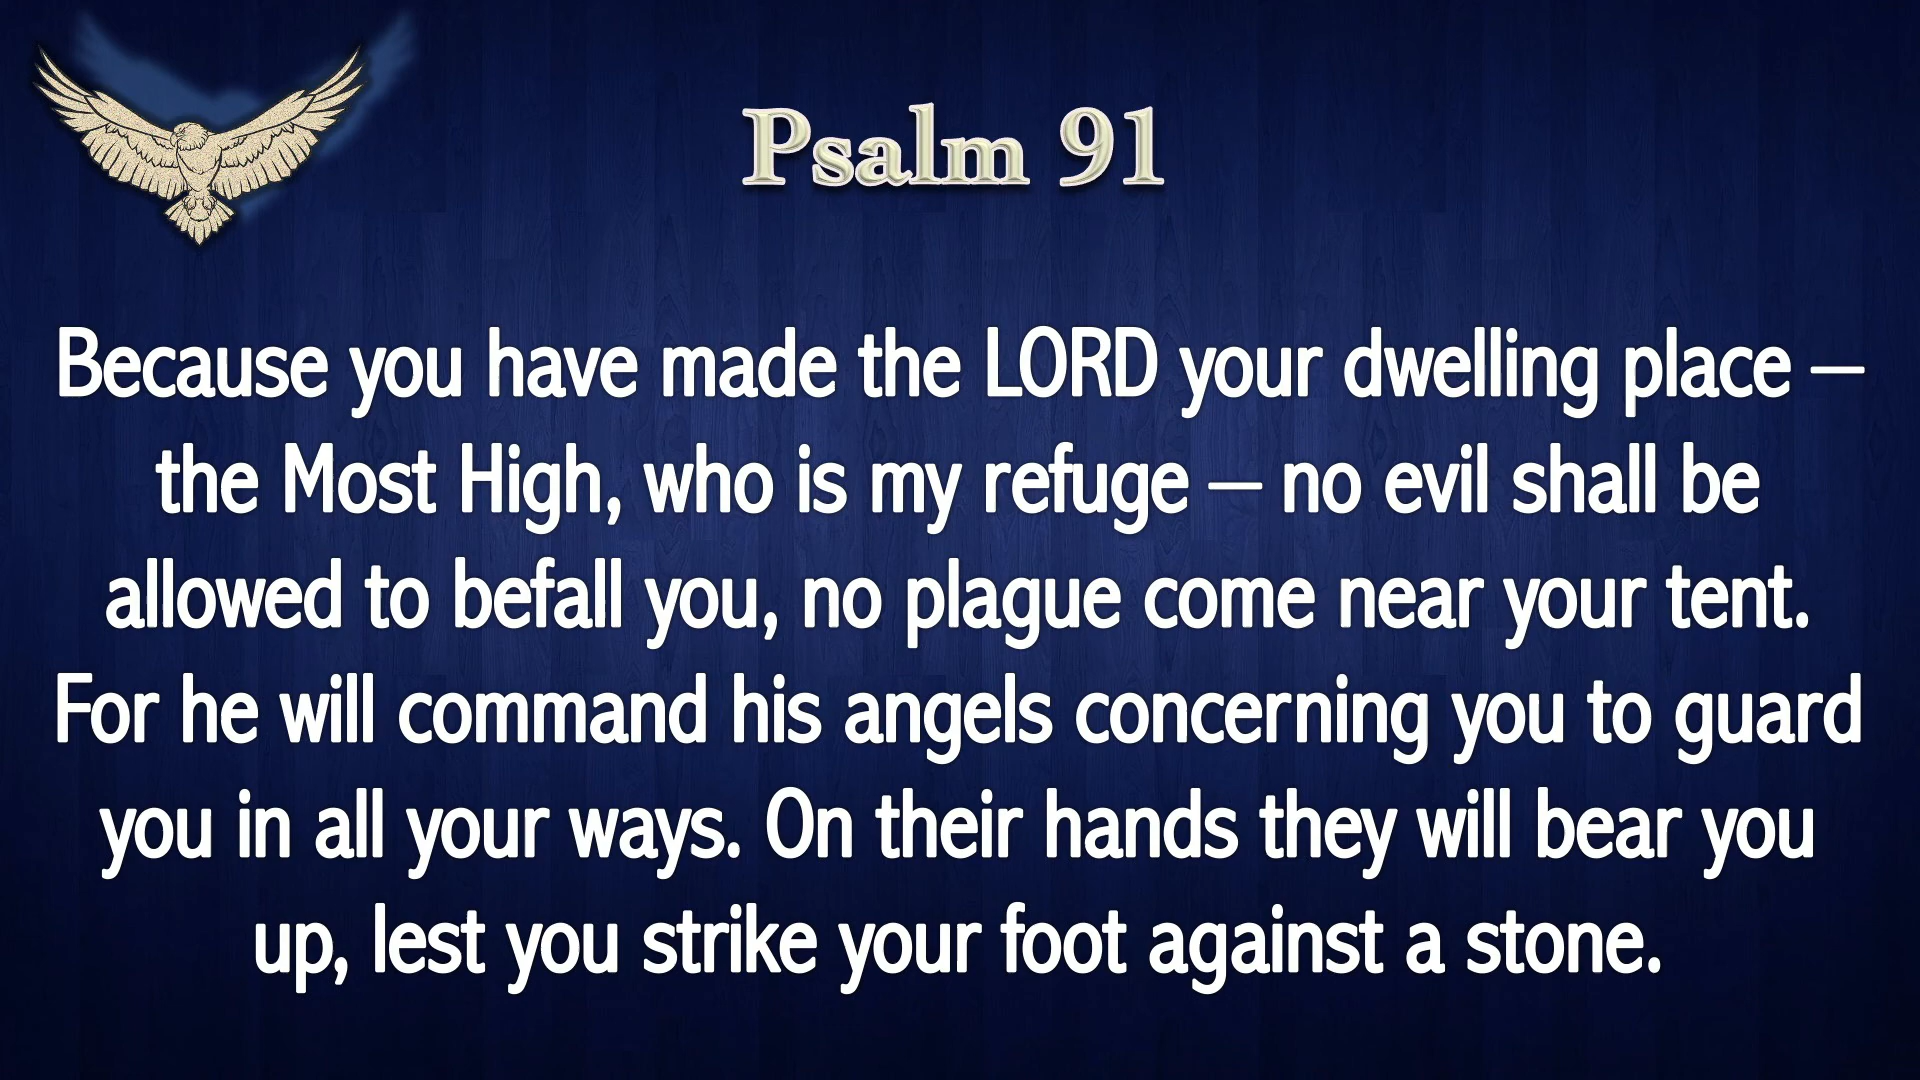 Psalm 91
Because you have made the LORD your dwelling place –
the Most High, who is my refuge – no evil shall be
allowed to befall you, no plague come near your tent.
For he will command his angels concerning you to guard
you in all your ways. On their hands they will bear you
up, lest you strike your foot against a stone.